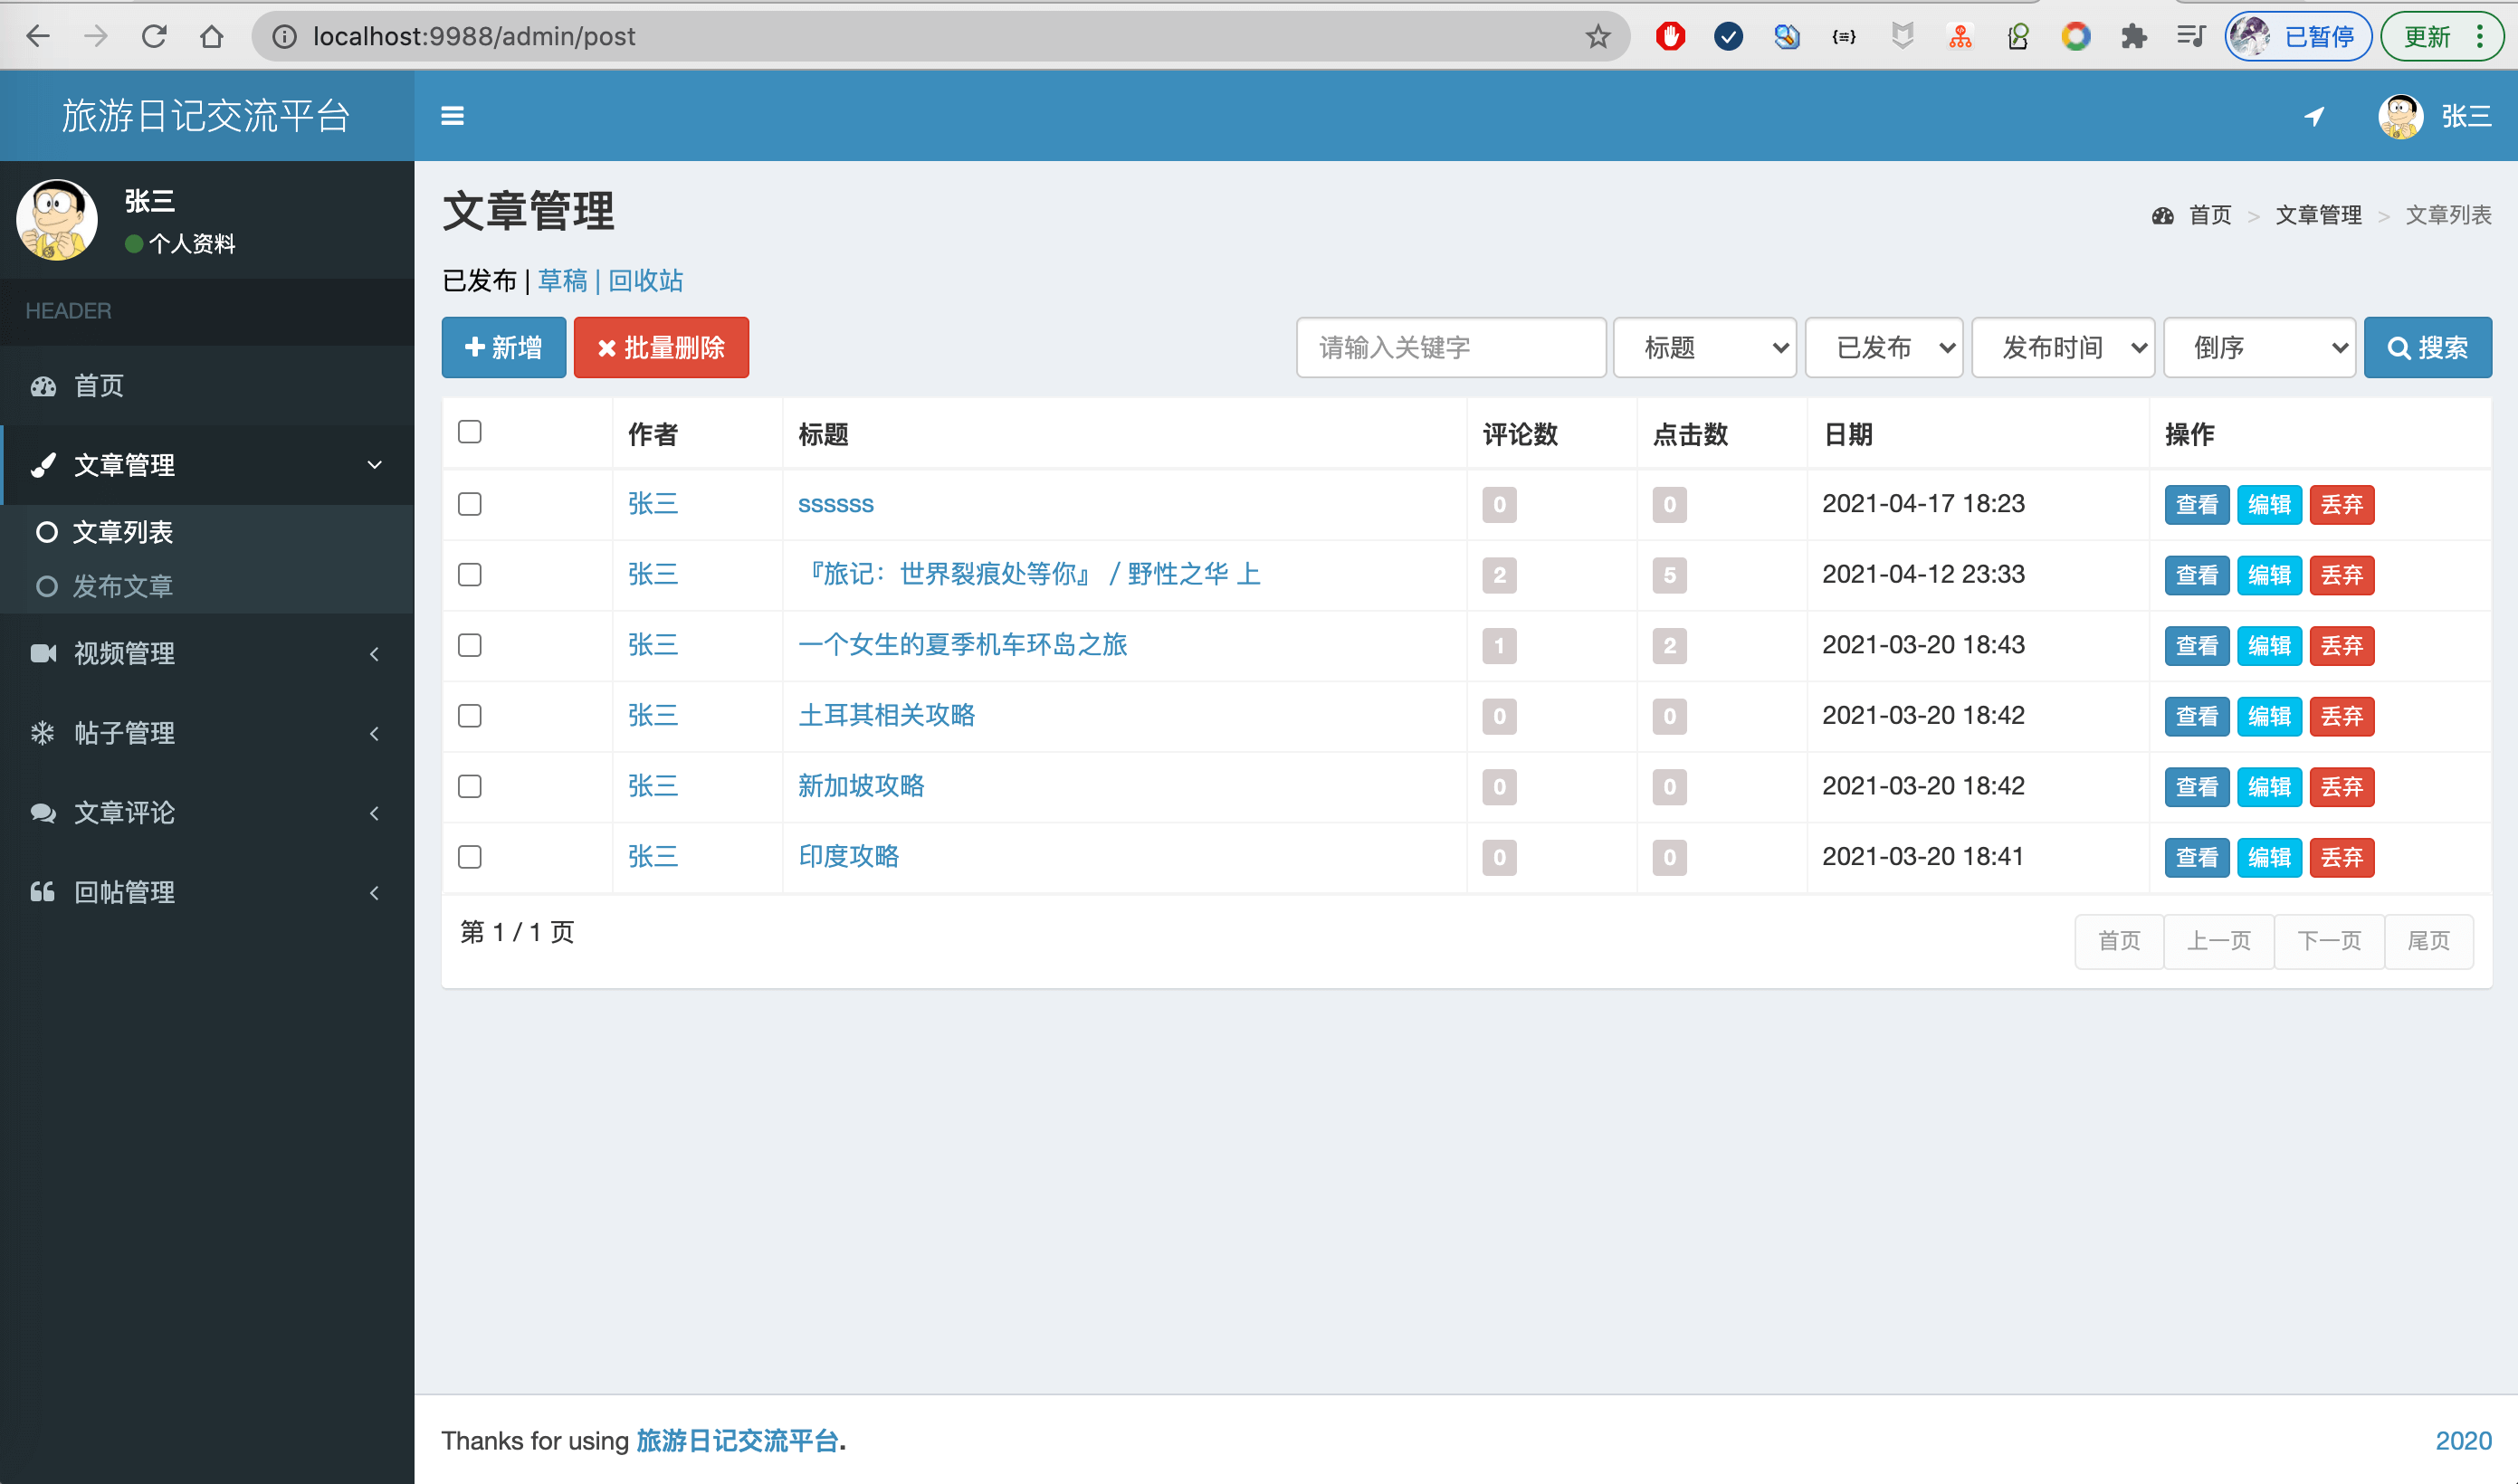 localhost:9988/admin/post
已暂停
更新
旅游日记交流平台
张三
张三
个人资料
HEADER
首页
文章管理
文章列表
发布文章
视频管理
帖子管理
文章评论
回帖管理
文章管理
首页 > 文章管理 > 文章列表
已发布 | 草稿 | 回收站
新增 批量删除 请输入关键字 标题 已发布 发布时间 倒序 搜索
作者 标题 评论数 点击数 日期 操作
张三 ssssss 0 0 2021-04-17 18:23 查看 编辑 丢弃
张三 『旅记：世界裂痕处等你』 / 野性之华 上 2 5 2021-04-12 23:33 查看 编辑 丢弃
张三 一个女生的夏季机车环岛之旅 1 2 2021-03-20 18:43 查看 编辑 丢弃
张三 土耳其相关攻略 0 0 2021-03-20 18:42 查看 编辑 丢弃
张三 新加坡攻略 0 0 2021-03-20 18:42 查看 编辑 丢弃
张三 印度攻略 0 0 2021-03-20 18:41 查看 编辑 丢弃
第 1 / 1 页 首页 上一页 下一页 尾页
Thanks for using 旅游日记交流平台. 2020